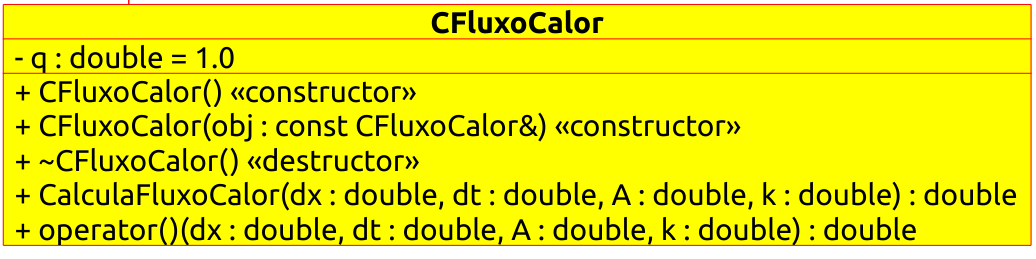 CFluxoCalor
- q : double = 1.0
+ CFluxoCalor() «constructor»
+ CFluxoCalor(obj : const CFluxoCalor&) «constructor»
+ ~CFluxoCalor() «destructor»
+ CalculaFluxoCalor(dx : double, dt : double, A : double, k : double) : double
+ operator()(dx : double, dt : double, A : double, k : double) : double